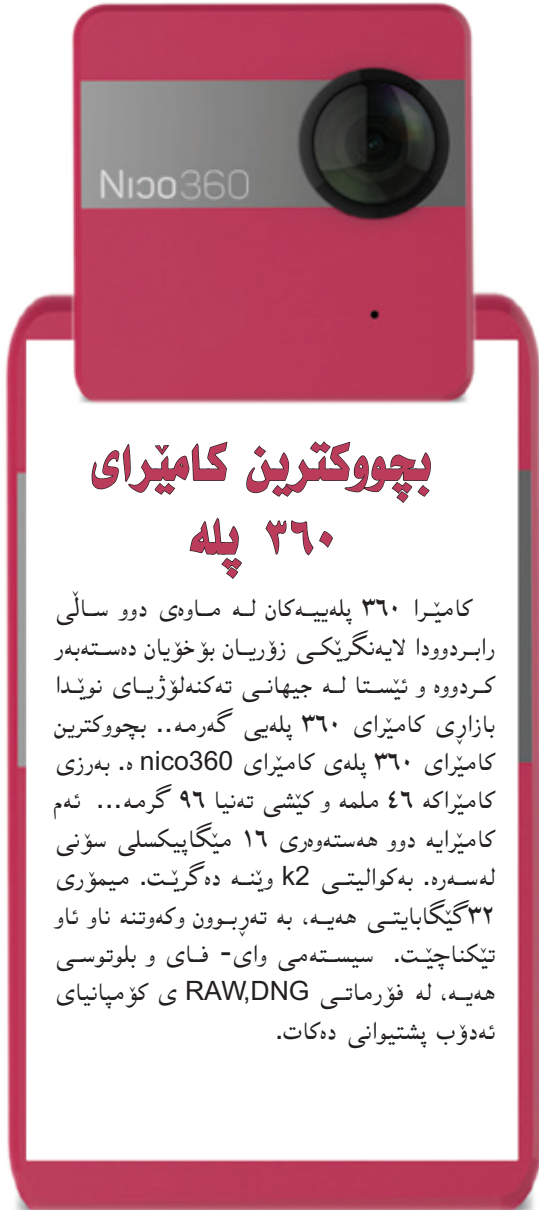 Nico360
بچووکترین کامێرای
٣٦٠ پلە
کامێرا ٣٦٠ پلەییەکان لە ماوەی دوو ساڵی
رابردوودا لایەنگرێکی زۆریان بۆخۆیان دەستەبەر
کردووە و ئێستا لە جیهانی تەکنەلۆژیای نوێدا
بازاڕی کامێرای ٣٦٠ پلەیی گەرمە.. بچووکترین
کامێرای ٣٦٠ پلەی کامێرای nico360 ە. بەرزی
کامێراکە ٤٦ ملمە و کێشی تەنیا ٩٦ گرمە... ئەم
کامێرایە دوو هەستەوەری ١٦ مێگاپیکسلی سۆنی
لەسەرە. بەکوالیتی k2 وێنە دەگرێت. میمۆری
٣٢گێگابایتی هەیە، بە تەڕبوون وکەوتنە ناو ئاو
تێکناچێت. سیستەمی وای- فای و بلوتوسی
هەیە، لە فۆرماتی RAW,DNG ی کۆمپانیای
ئەدۆب پشتیوانی دەکات.